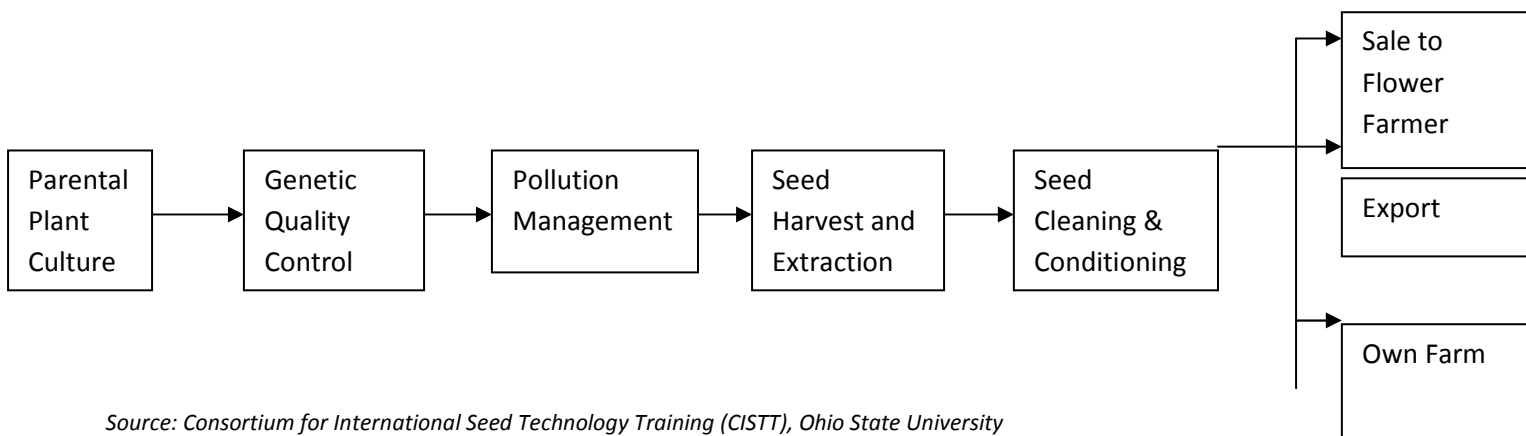 Parental
Plant
Culture
Genetic
Quality
Control
Pollution
Management
Seed
Harvest and
Extraction
Seed
Cleaning &
Conditioning
Sale to
Flower
Farmer
Export
Own Farm
Source: Consortium for International Seed Technology Training (CISTT), Ohio State University